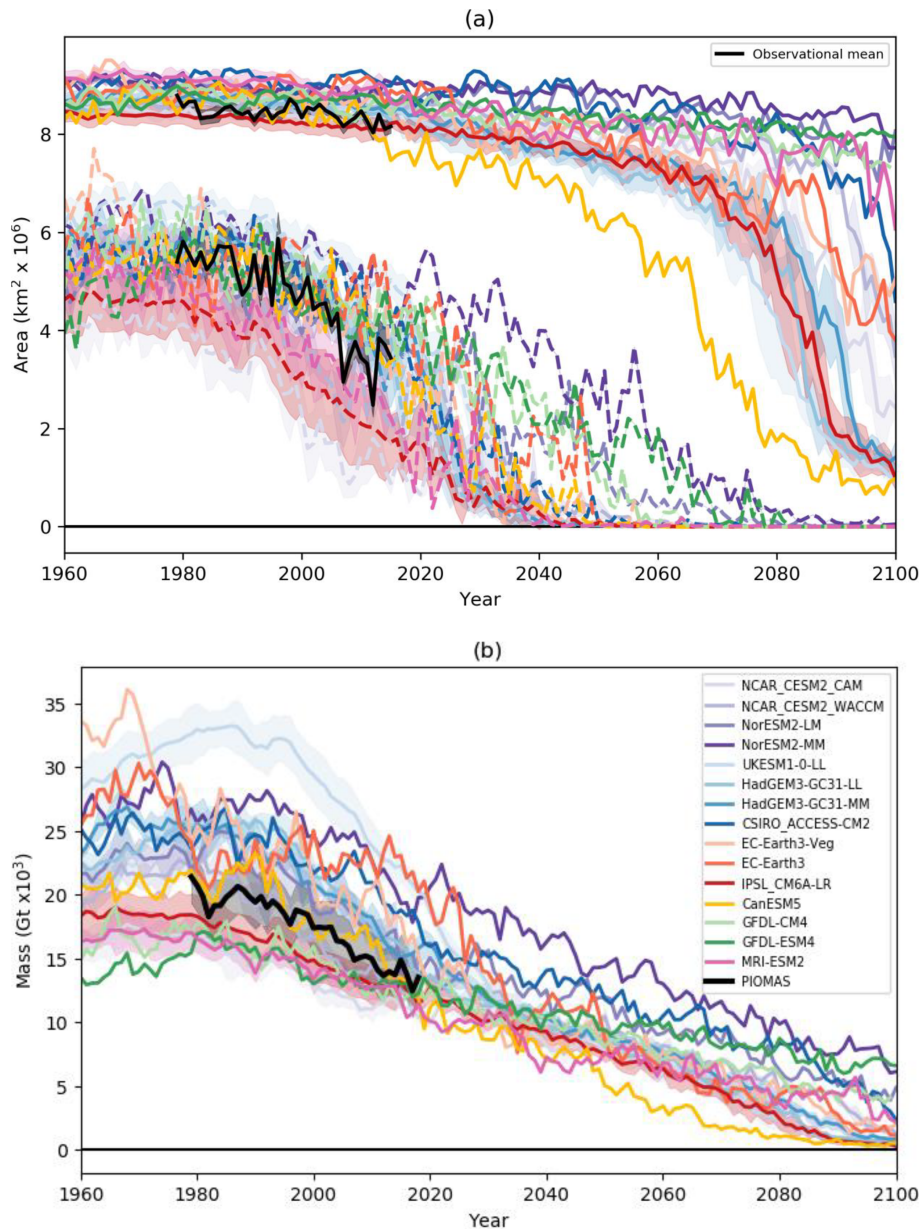 (a)
Observational mean
Area (km² x 10⁶)
8
6
4
2
0
1960 1980 2000 2020 2040 2060 2080 2100
Year
(b)
Mass (Gt x10³)
35
30
25
20
15
10
5
0
NCAR_CESM2_CAM
NCAR_CESM2_WACCM
NorESM2-LM
NorESM2-MM
UKESM1-0-LL
HadGEM3-GC31-LL
HadGEM3-GC31-MM
CSIRO_ACCESS-CM2
EC-Earth3-Veg
EC-Earth3
IPSL_CM6A-LR
CanESM5
GFDL-CM4
GFDL-ESM4
MRI-ESM2
PIOMAS
1960 1980 2000 2020 2040 2060 2080 2100
Year